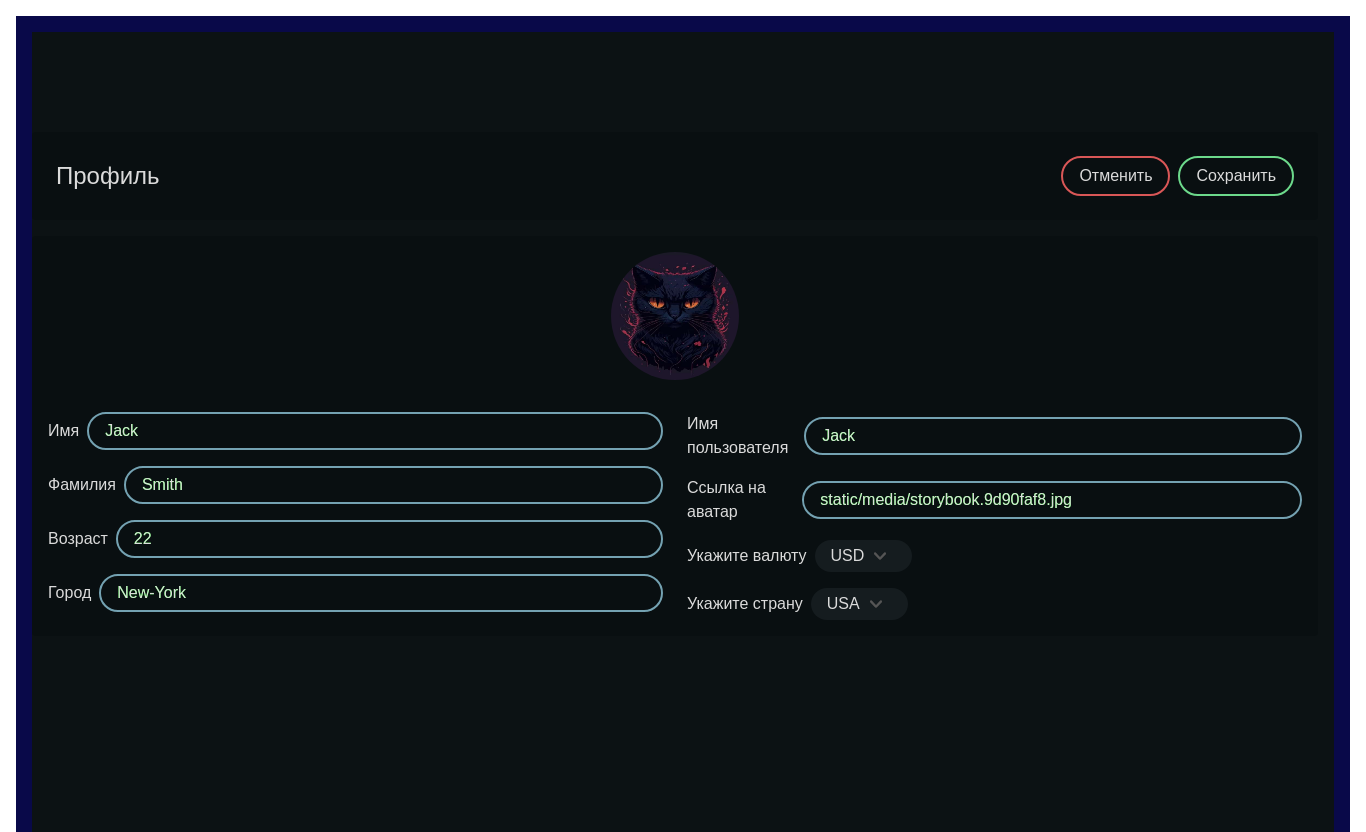 Профиль
Отменить
Сохранить
Имя
Jack
Фамилия
Smith
Возраст
22
Город
New-York
Имя
пользователя
Jack
Ссылка на
аватар
static/media/storybook.9d90faf8.jpg
Укажите валюту
USD
Укажите страну
USA